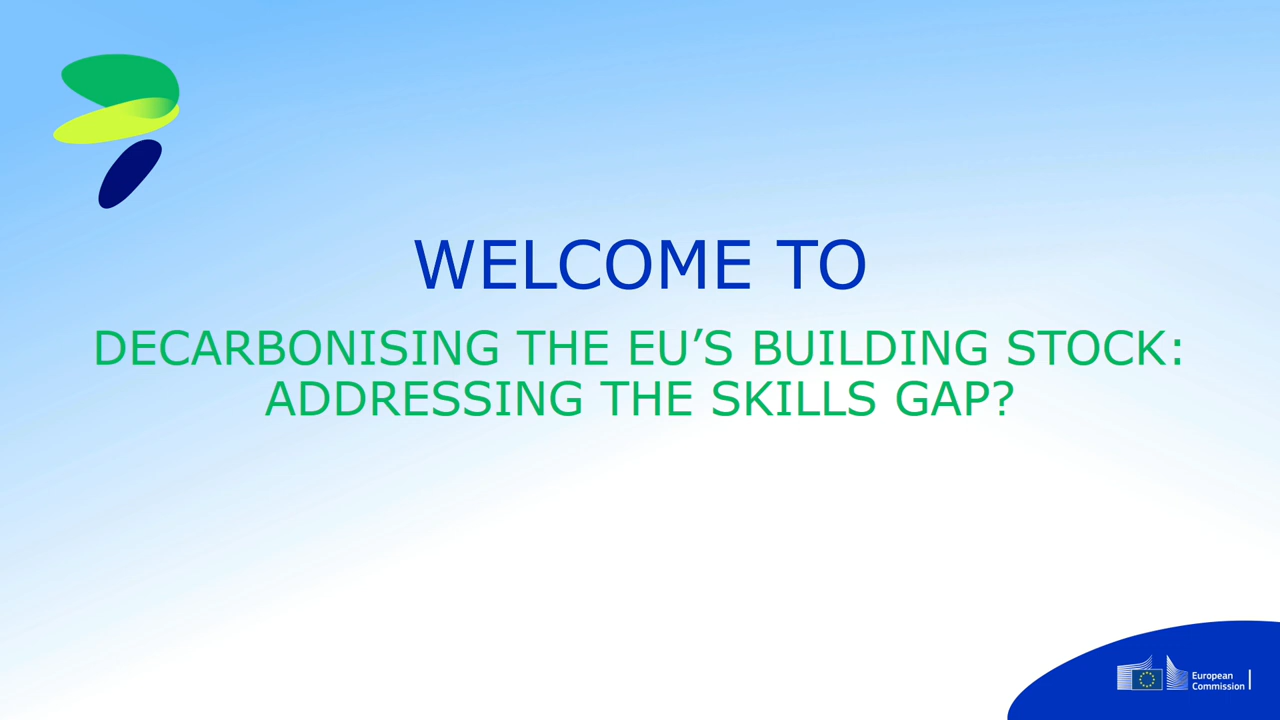 WELCOME TO
DECARBONISING THE EU’S BUILDING STOCK:
ADDRESSING THE SKILLS GAP?
European
Commission